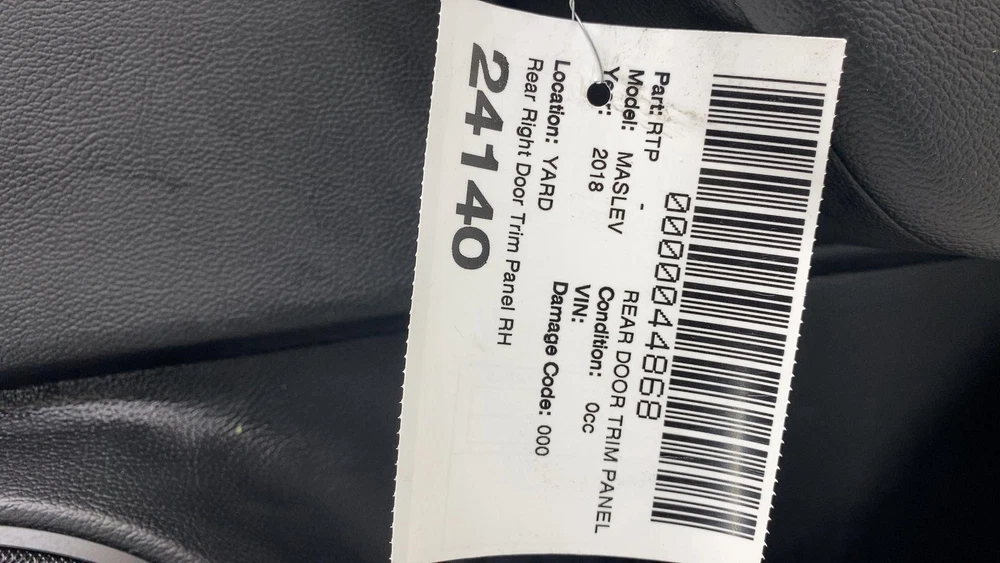 0000044868
Part: RTP - REAR DOOR TRIM PANEL
Model: MASLEV Condition: 0cc
Year: 2018 VIN:
Location: YARD Damage Code: 000
Rear Right Door Trim Panel RH
24140